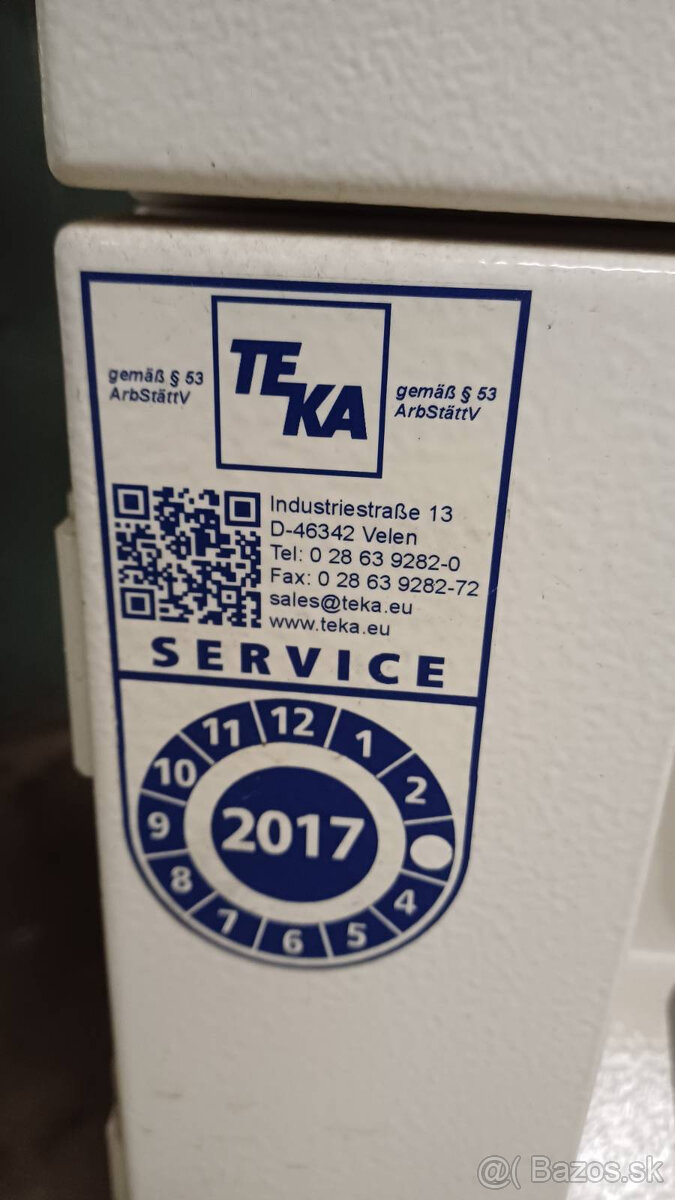 TEKA
gemäß § 53
ArbStättV
gemäß § 53
ArbStättV
Industriestraße 13
D-46342 Velen
Tel: 0 28 63 9282-0
Fax: 0 28 63 9282-72
sales@teka.eu
www.teka.eu
SERVICE
12
1
2
4
5
6
7
8
9
10
11
2017
@( Bazos.sk